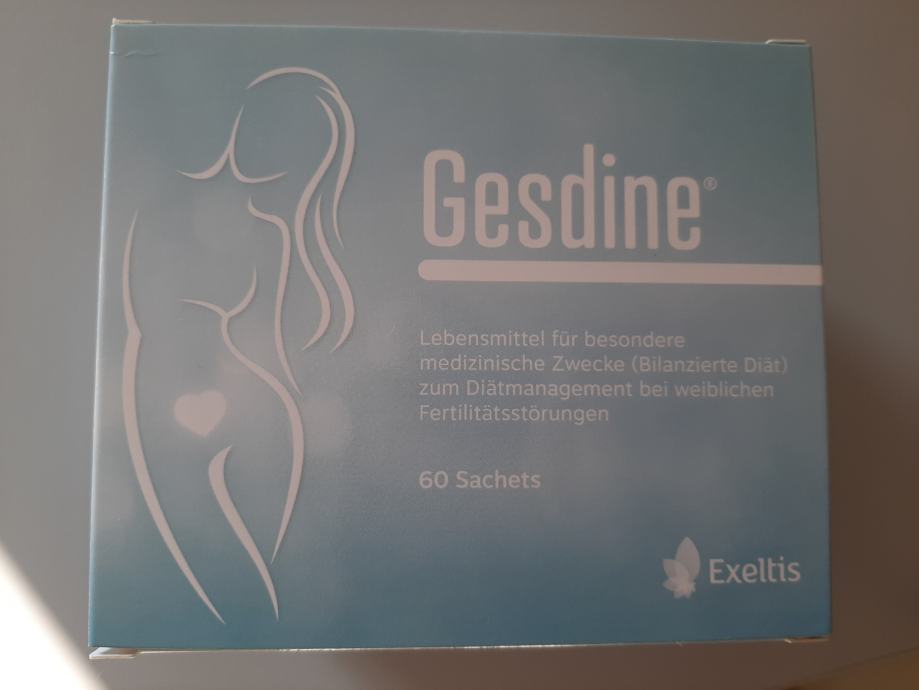 Gesdine®
Lebensmittel für besondere
medizinische Zwecke (Bilanzierte Diät)
zum Diätmanagement bei weiblichen
Fertilitätsstörungen
60 Sachets
Exeltis